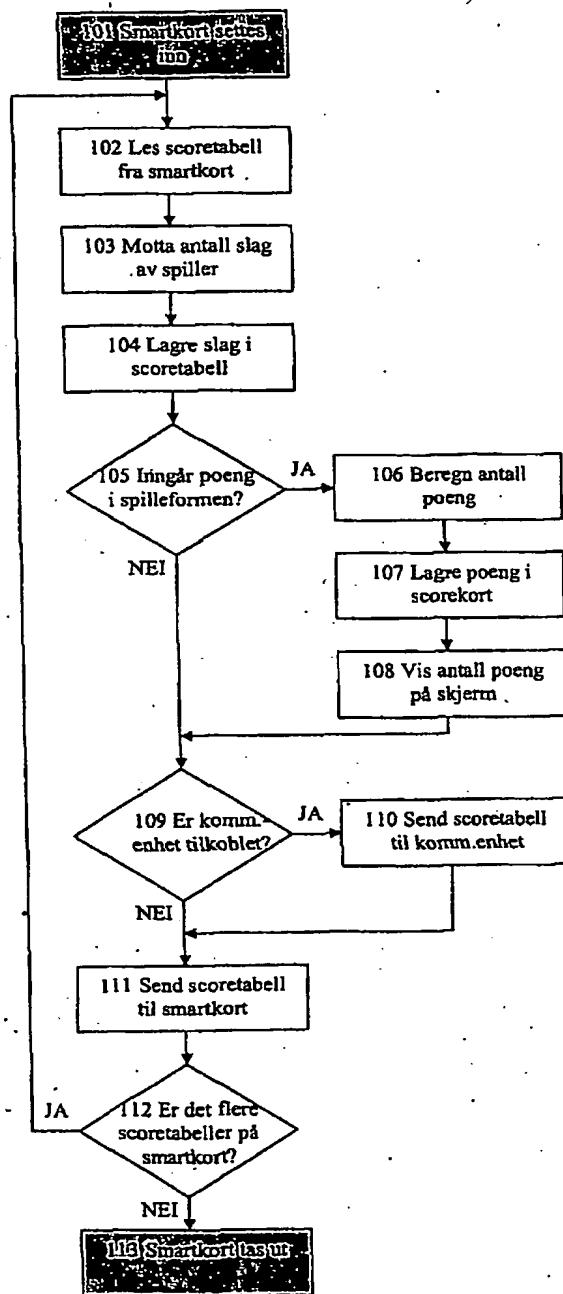 101 Smartkort settes
inn
102 Les scoretabell
fra smartkort
103 Motta antall slag
av spiller
104 Lagre slag i
scoretabell
105 Inngår poeng
i spilleformen?
JA
106 Beregn antall
poeng
NEI
107 Lagre poeng i
scorekort
108 Vis antall poeng
på skjerm
109 Er komm.-
enhet tilkoblet?
JA
110 Send scoretabell
til komm.enhet
NEI
111 Send scoretabell
til smartkort
JA
112 Er det flere
scoretabeller på
smartkort?
NEI
113 Smartkort tas ut